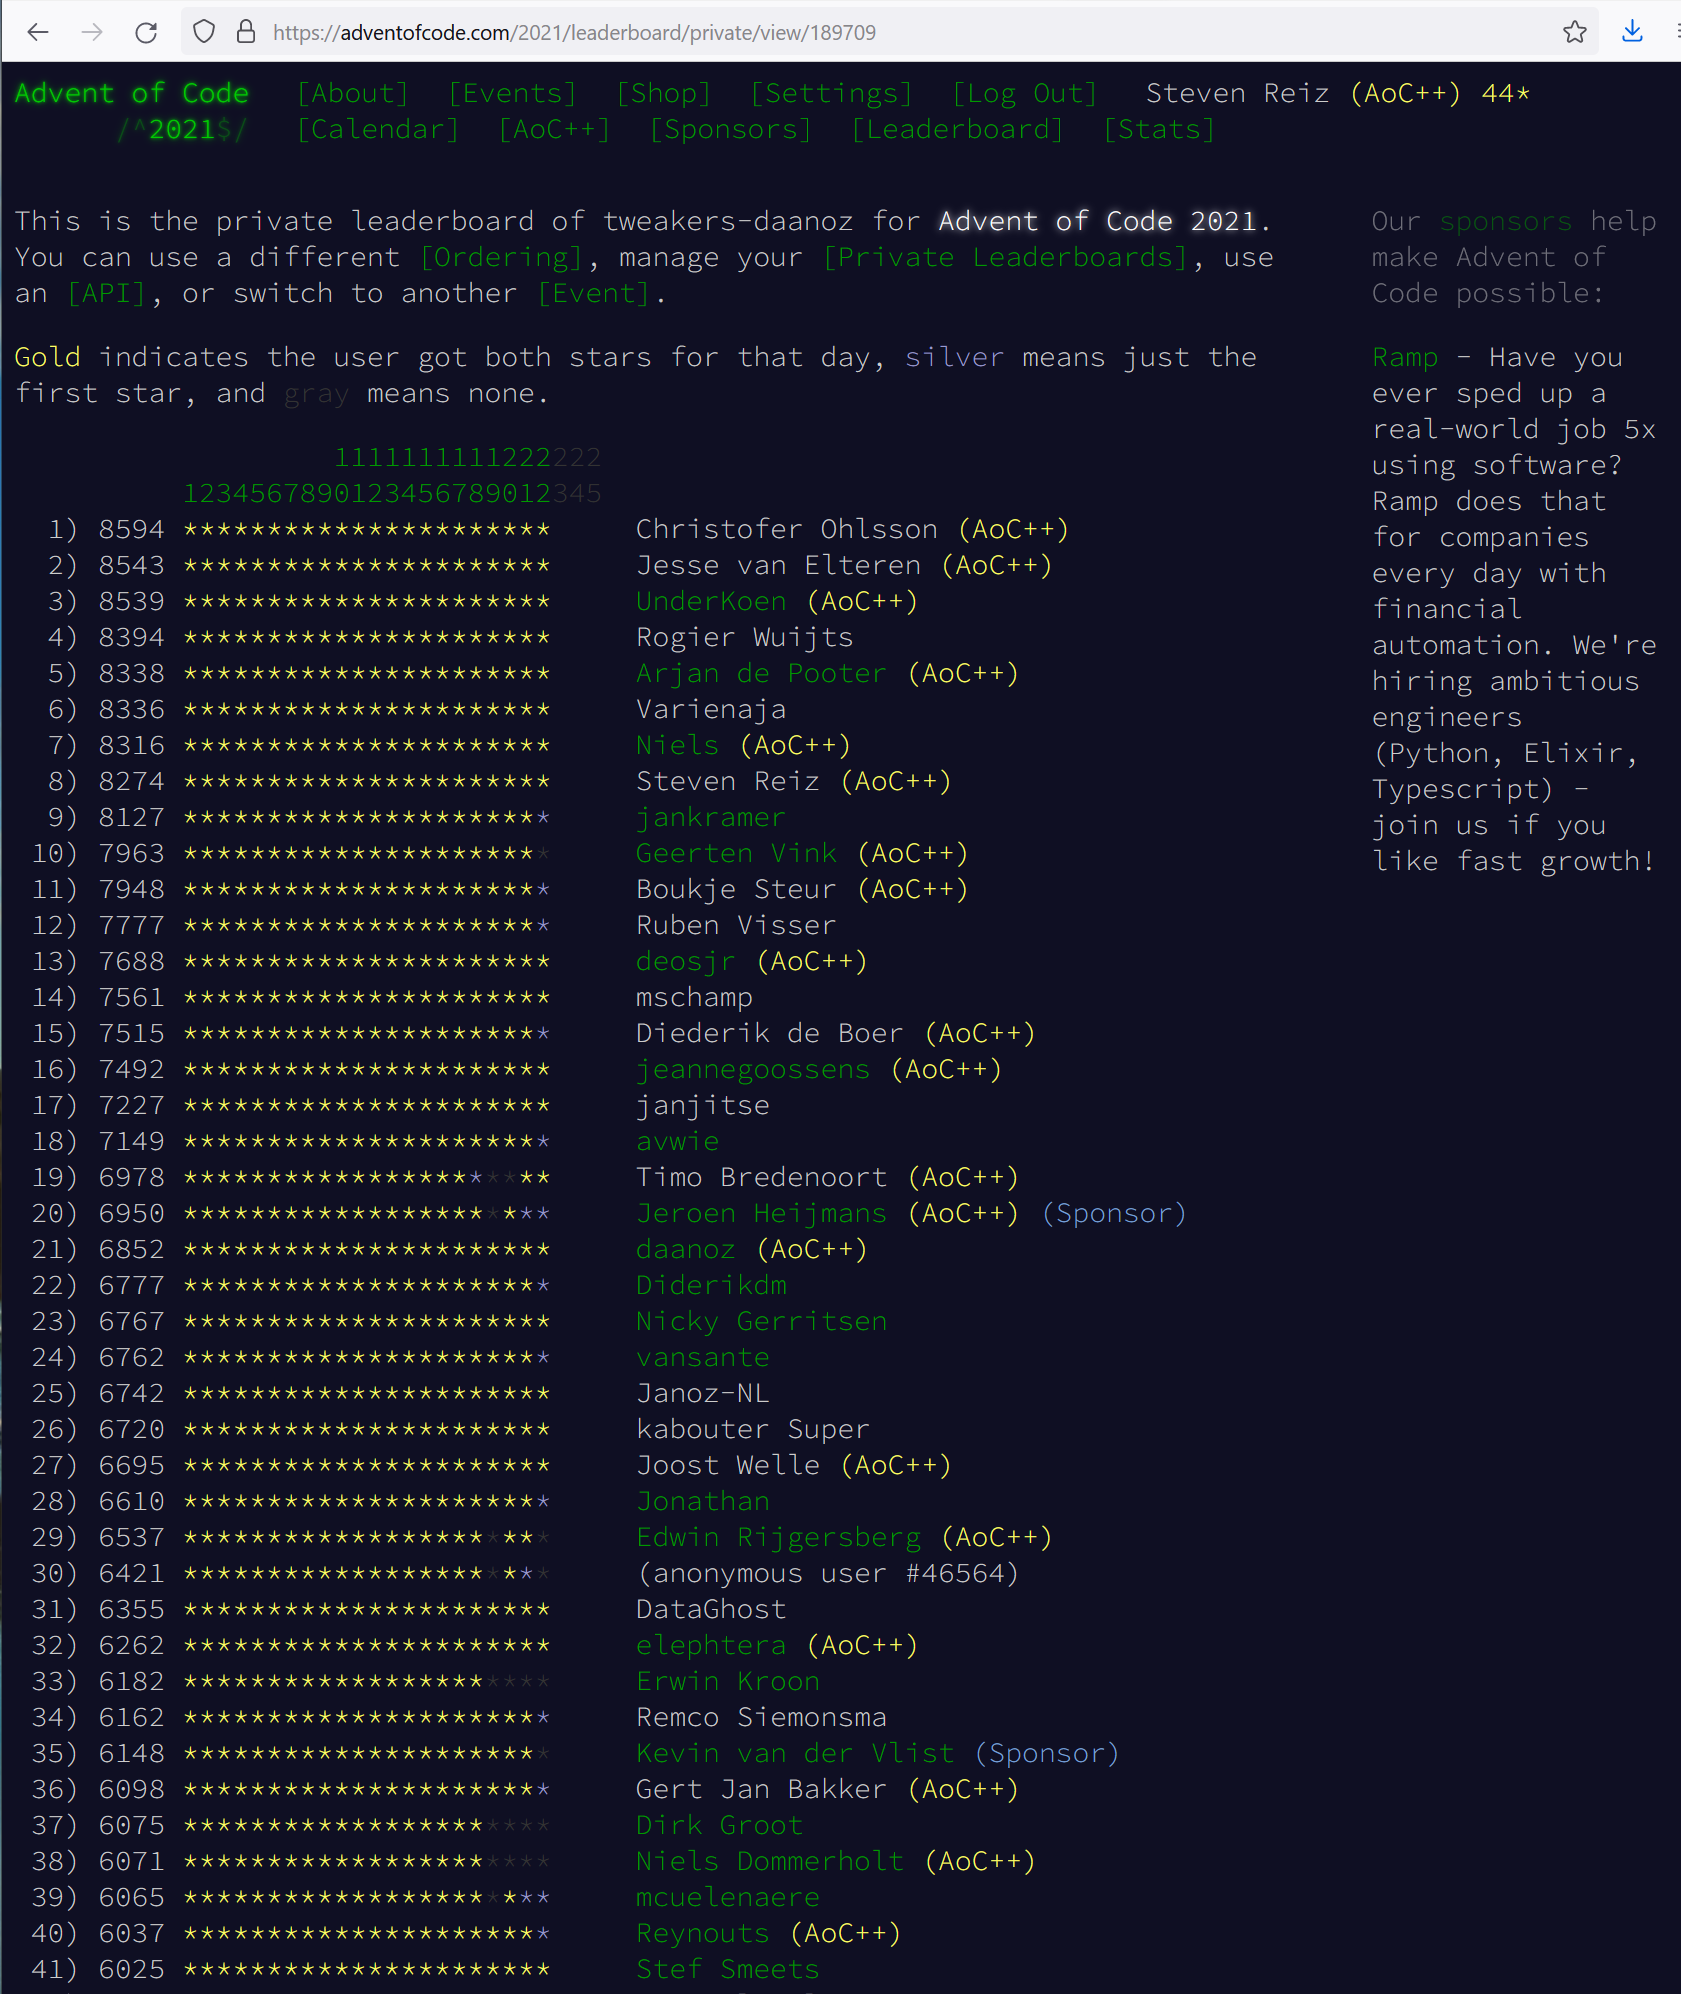 https://adventofcode.com/2021/leaderboard/private/view/189709
Advent of Code [About] [Events] [Shop] [Settings] [Log Out] Steven Reiz (AoC++) 44*
/^2021$/ [Calendar] [AoC++] [Sponsors] [Leaderboard] [Stats]
This is the private leaderboard of tweakers-daanoz for Advent of Code 2021.
You can use a different [Ordering], manage your [Private Leaderboards], use
an [API], or switch to another [Event].
Gold indicates the user got both stars for that day, silver means just the
first star, and gray means none.
1111111111222222
1234567890123456789012345
1) 8594 ********************** Christofer Ohlsson (AoC++)
2) 8543 ********************** Jesse van Elteren (AoC++)
3) 8539 ********************** UnderKoen (AoC++)
4) 8394 ********************** Rogier Wuijts
5) 8338 ********************** Arjan de Pooter (AoC++)
6) 8336 ********************** Varienaja
7) 8316 ********************** Niels (AoC++)
8) 8274 ********************** Steven Reiz (AoC++)
9) 8127 ********************** jankramer
10) 7963 ********************** Geerten Vink (AoC++)
11) 7948 ********************** Boukje Steur (AoC++)
12) 7777 ********************** Ruben Visser
13) 7688 ********************** deosjr (AoC++)
14) 7561 ********************** mschamp
15) 7515 ********************** Diederik de Boer (AoC++)
16) 7492 ********************** jeannegoossens (AoC++)
17) 7227 ********************** janjitse
18) 7149 ********************** avwie
19) 6978 ********************** Timo Bredenoort (AoC++)
20) 6950 ********************** Jeroen Heijmans (AoC++) (Sponsor)
21) 6852 ********************** daanoz (AoC++)
22) 6777 ********************** Diderikdm
23) 6767 ********************** Nicky Gerritsen
24) 6762 ********************** vansante
25) 6742 ********************** Janoz-NL
26) 6720 ********************** kabouter Super
27) 6695 ********************** Joost Welle (AoC++)
28) 6610 ********************** Jonathan
29) 6537 ********************** Edwin Rijgersberg (AoC++)
30) 6421 ********************** (anonymous user #46564)
31) 6355 ********************** DataGhost
32) 6262 ********************** elephtera (AoC++)
33) 6182 ********************** Erwin Kroon
34) 6162 ********************** Remco Siemonsma
35) 6148 ********************** Kevin van der Vlist (Sponsor)
36) 6098 ********************** Gert Jan Bakker (AoC++)
37) 6075 ********************** Dirk Groot
38) 6071 ********************** Niels Dommerholt (AoC++)
39) 6065 ********************** mcuelenaere
40) 6037 ********************** Reynouts (AoC++)
41) 6025 ********************** Stef Smeets
Our sponsors help
make Advent of
Code possible:
Ramp - Have you
ever sped up a
real-world job 5x
using software?
Ramp does that
for companies
every day with
financial
automation. We're
hiring ambitious
engineers
(Python, Elixir,
Typescript) -
join us if you
like fast growth!